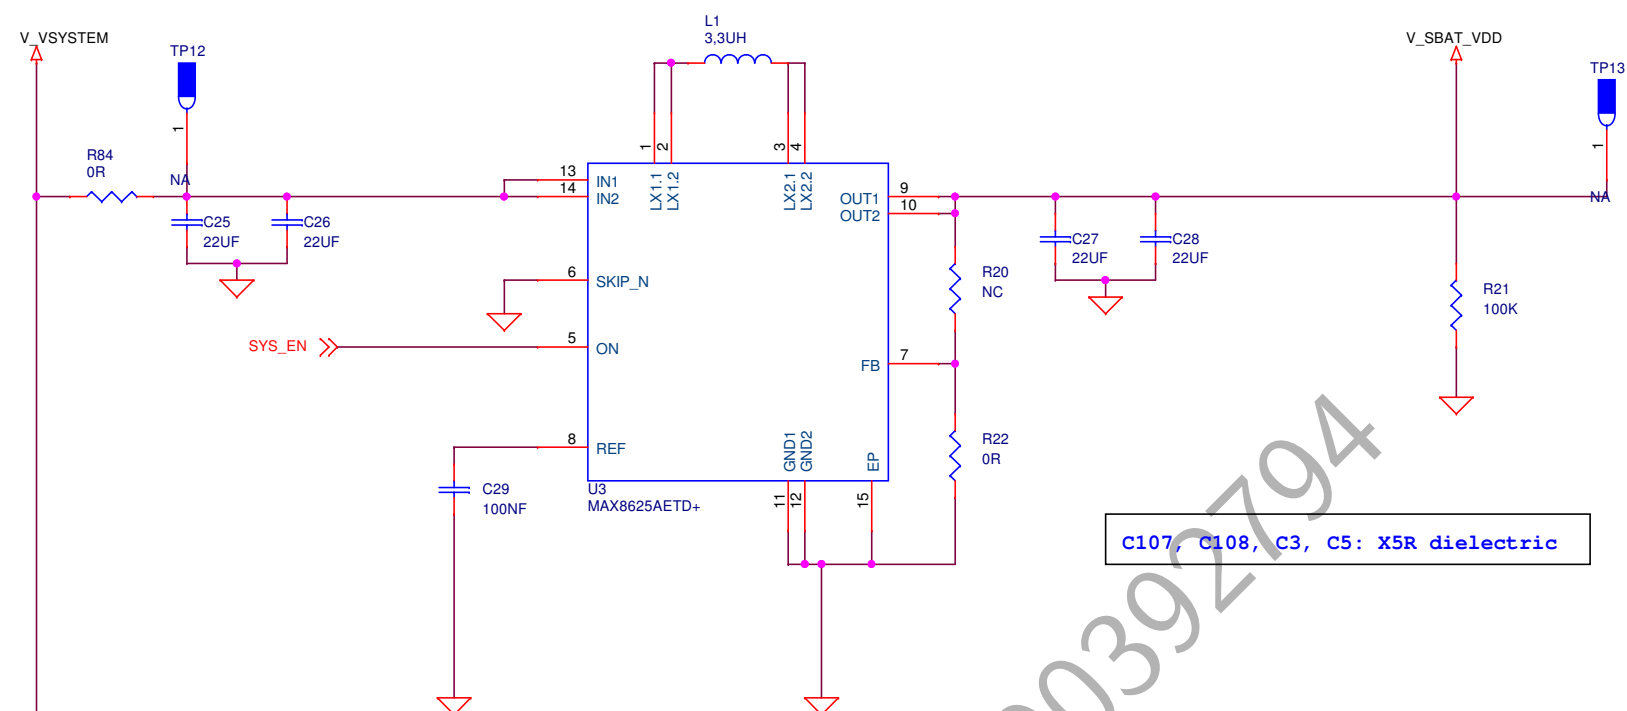 L1
3,3UH
V_VSYSTEM
V_SBAT_VDD
TP12
TP13
1
1
R84
0R
NA
NA
1
2
3
4
13
14
IN1
IN2
LX1.1
LX1.2
LX2.1
LX2.2
OUT1
OUT2
9
10
C25
22UF
C26
22UF
C27
22UF
C28
22UF
6
SKIP_N
R20
NC
R21
100K
SYS_EN
5
ON
7
FB
8
REF
GND1
GND2
EP
R22
0R
C29
100NF
U3
MAX8625AETD+
11
12
15
C107, C108, C3, C5: X5R dielectric
0392794